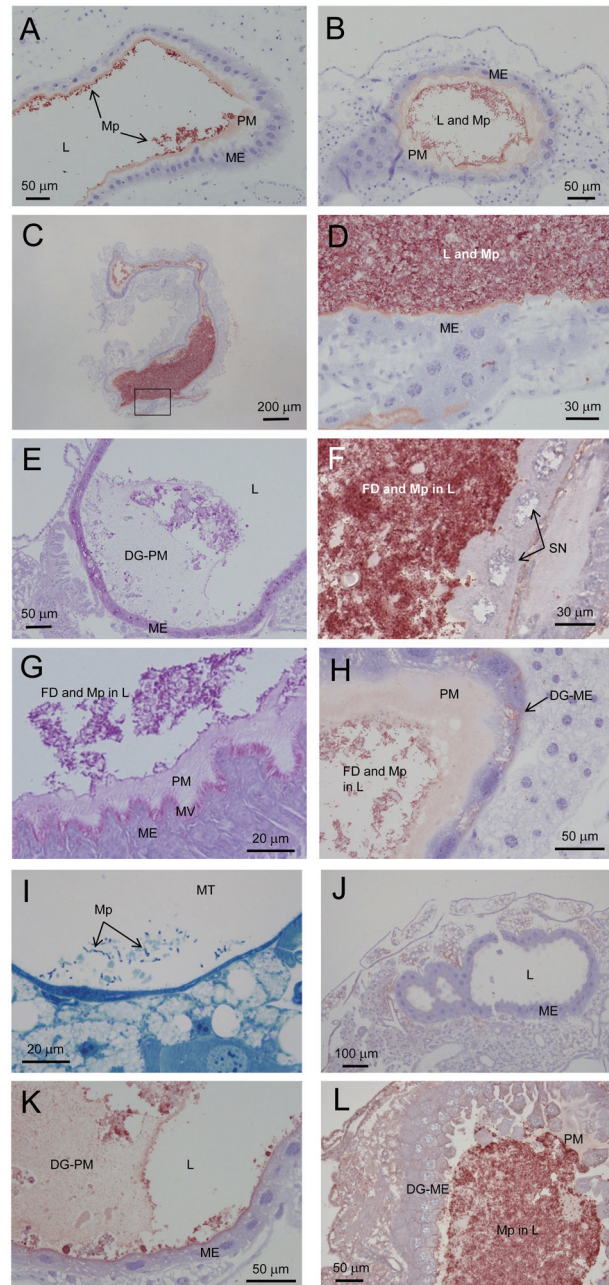 A
Mp
PM
L
ME
50 μm
B
ME
L and Mp
PM
50 μm
C
200 μm
D
L and Mp
ME
30 μm
E
L
DG-PM
50 μm
ME
F
FD and Mp in L
SN
30 μm
G
FD and Mp in L
PM
MV
ME
20 μm
H
PM
DG-ME
FD and Mp
in L
50 μm
I
MT
Mp
20 μm
J
L
ME
100 μm
K
DG-PM
L
ME
50 μm
L
PM
DG-ME
Mp in L
50 μm